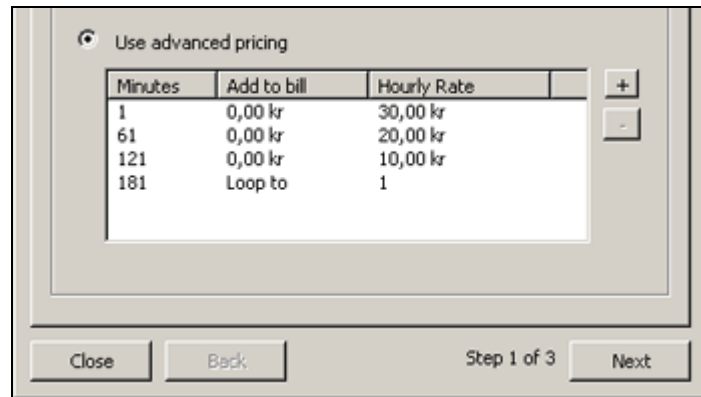 Use advanced pricing
Minutes Add to bill Hourly Rate +
1 0,00 kr 30,00 kr
61 0,00 kr 20,00 kr -
121 0,00 kr 10,00 kr
181 Loop to 1
Close Back Step 1 of 3 Next